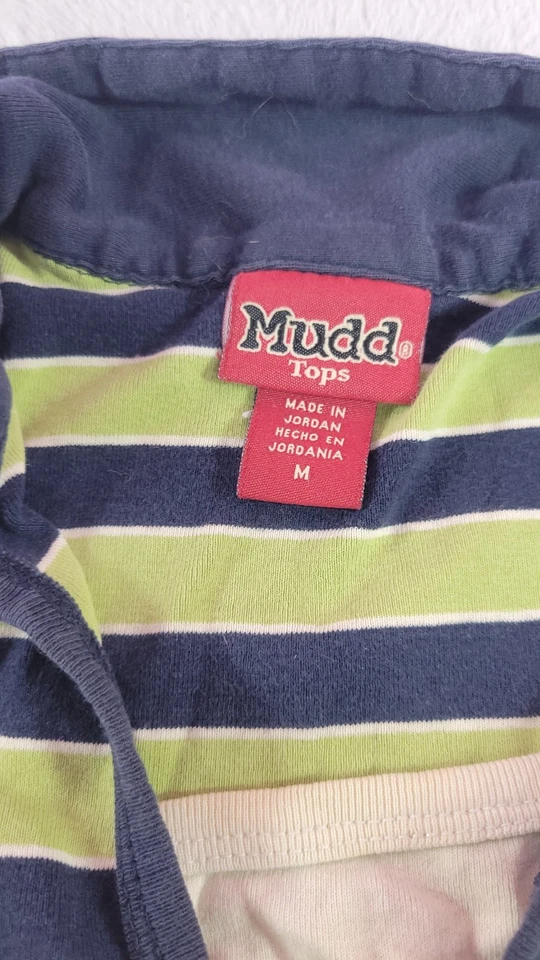 Mudd®
Tops
MADE IN
JORDAN
HECHO EN
JORDANIA
M